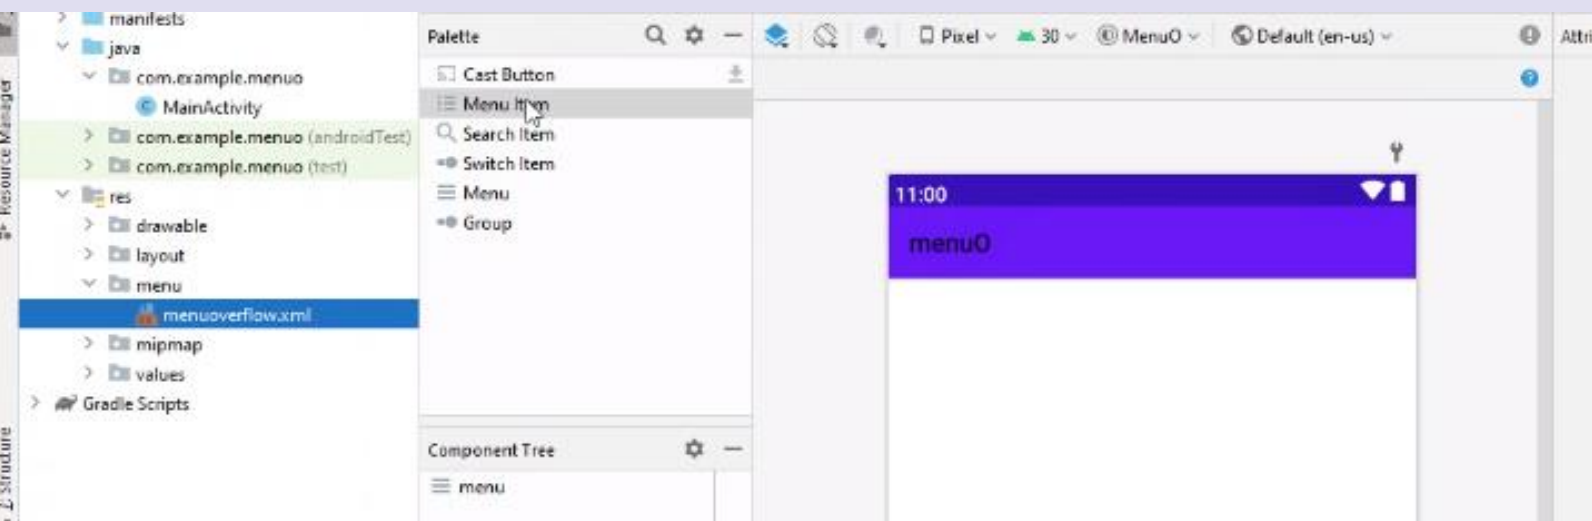 manifests
java
com.example.menuo
MainActivity
com.example.menuo (androidTest)
com.example.menuo (test)
res
drawable
layout
menu
menuoverflow.xml
mipmap
values
Gradle Scripts
Resource Manager
Z: Structure
Palette
Cast Button
Menu Item
Search Item
Switch Item
Menu
Group
Component Tree
menu
Pixel 30 MenuO Default (en-us)
Attri
11:00
menuO